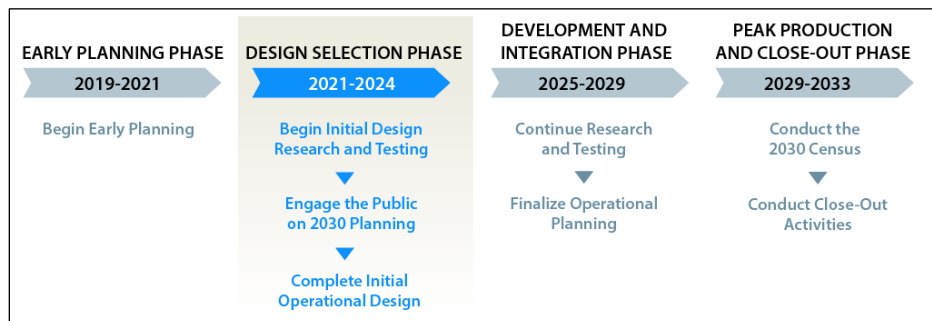 EARLY PLANNING PHASE
2019-2021
Begin Early Planning
DESIGN SELECTION PHASE
2021-2024
Begin Initial Design
Research and Testing
Engage the Public
on 2030 Planning
Complete Initial
Operational Design
DEVELOPMENT AND
INTEGRATION PHASE
2025-2029
Continue Research
and Testing
Finalize Operational
Planning
PEAK PRODUCTION
AND CLOSE-OUT PHASE
2029-2033
Conduct the
2030 Census
Conduct Close-Out
Activities